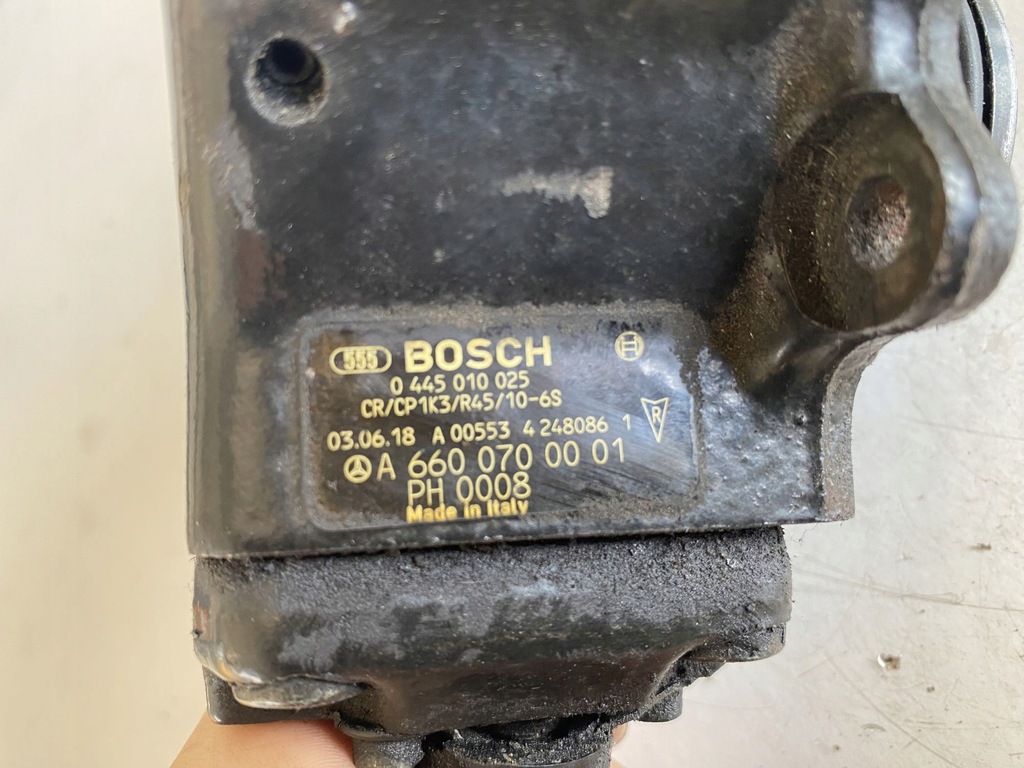 555 BOSCH
0 445 010 025
CR/CP1K3/R45/10-6S
03.06.18 A 00553 4 248086 1 R
A 660 070 00 01
PH 0008
Made in Italy